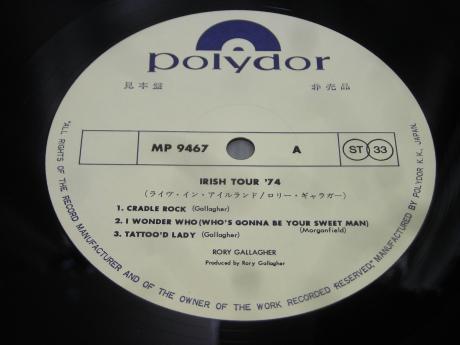 polydor
見本盤 非売品
MP 9467 A ST 33
IRISH TOUR '74
(ライヴ・イン・アイルランド/ロリー・ギャラガー)
1. CRADLE ROCK (Gallagher)
2. I WONDER WHO (WHO'S GONNA BE YOUR SWEET MAN)
(Morganfield)
3. TATTOO'D LADY (Gallagher)
RORY GALLAGHER
Produced by Rory Gallagher
"ALL RIGHTS OF THE RECORD MANUFACTURER AND OF THE OWNER OF THE WORK RECORDED RESERVED," MANUFACTURED BY POLYDOR K.K., JAPAN.